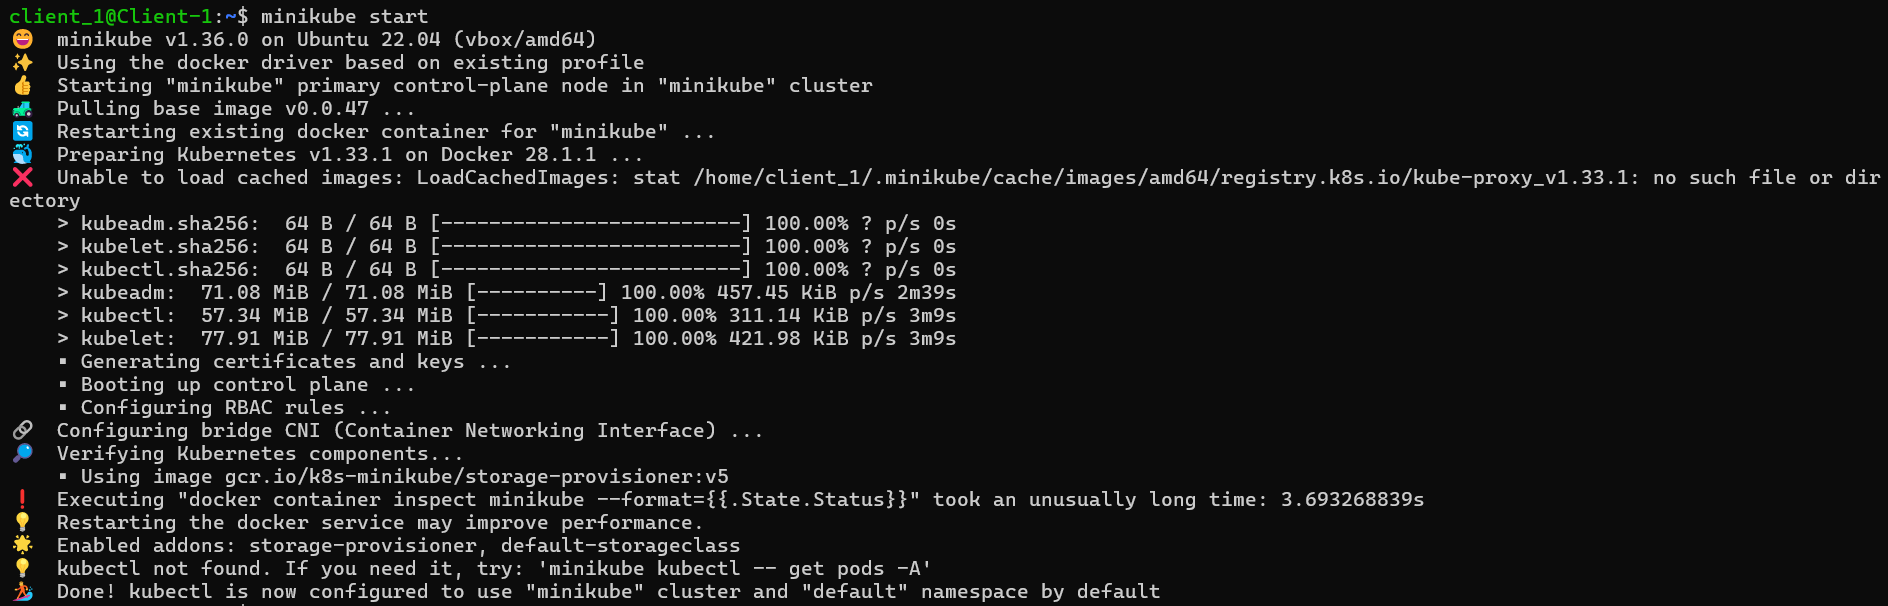 client_1@Client-1:~$ minikube start
😄  minikube v1.36.0 on Ubuntu 22.04 (vbox/amd64)
✨  Using the docker driver based on existing profile
👍  Starting "minikube" primary control-plane node in "minikube" cluster
🚜  Pulling base image v0.0.47 ...
🔄  Restarting existing docker container for "minikube" ...
🐳  Preparing Kubernetes v1.33.1 on Docker 28.1.1 ...
❌  Unable to load cached images: LoadCachedImages: stat /home/client_1/.minikube/cache/images/amd64/registry.k8s.io/kube-proxy_v1.33.1: no such file or dir
ectory
    > kubeadm.sha256:  64 B / 64 B [-------------------------] 100.00% ? p/s 0s
    > kubelet.sha256:  64 B / 64 B [-------------------------] 100.00% ? p/s 0s
    > kubectl.sha256:  64 B / 64 B [-------------------------] 100.00% ? p/s 0s
    > kubeadm:  71.08 MiB / 71.08 MiB [----------] 100.00% 457.45 KiB p/s 2m39s
    > kubectl:  57.34 MiB / 57.34 MiB [-----------] 100.00% 311.14 KiB p/s 3m9s
    > kubelet:  77.91 MiB / 77.91 MiB [-----------] 100.00% 421.98 KiB p/s 3m9s
    ▪ Generating certificates and keys ...
    ▪ Booting up control plane ...
    ▪ Configuring RBAC rules ...
🔗  Configuring bridge CNI (Container Networking Interface) ...
🔎  Verifying Kubernetes components...
    ▪ Using image gcr.io/k8s-minikube/storage-provisioner:v5
❗  Executing "docker container inspect minikube --format={{.State.Status}}" took an unusually long time: 3.693268839s
💡  Restarting the docker service may improve performance.
🌟  Enabled addons: storage-provisioner, default-storageclass
💡  kubectl not found. If you need it, try: 'minikube kubectl -- get pods -A'
🏄  Done! kubectl is now configured to use "minikube" cluster and "default" namespace by default